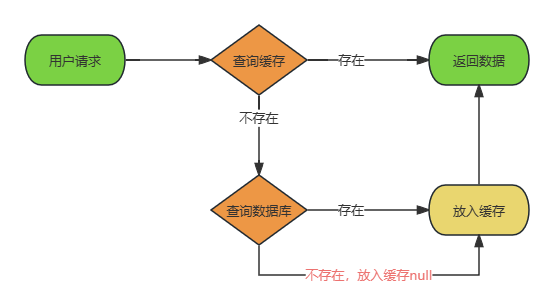 用户请求
查询缓存
存在
返回数据
不存在
查询数据库
存在
放入缓存
不存在，放入缓存null